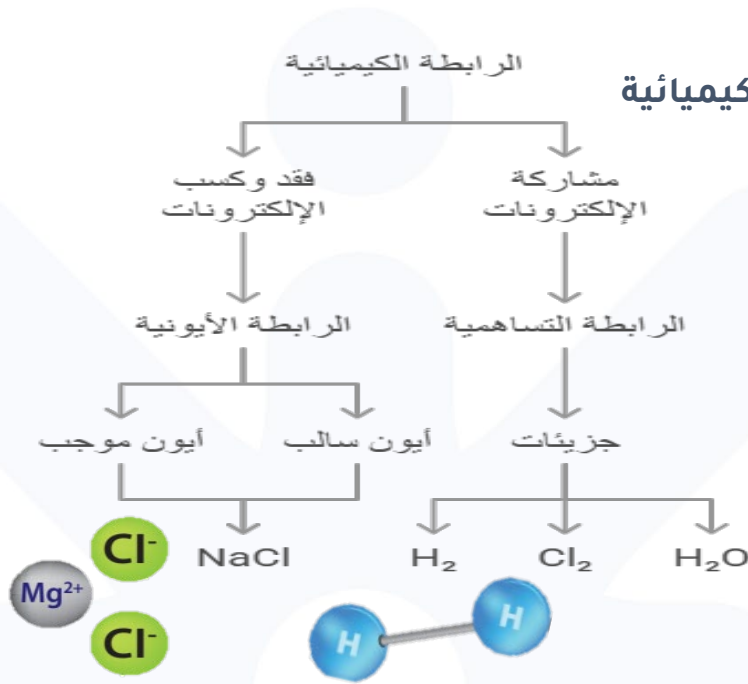 الرابطة الكيميائية
كيميائية
مشاركة
الإلكترونات
فقد وكسب
الإلكترونات
الرابطة التساهمية
الرابطة الأيونية
جزيئات
أيون سالب
أيون موجب
H₂O
Cl₂
H₂
NaCl
Cl⁻
Mg²⁺
Cl⁻
H
H